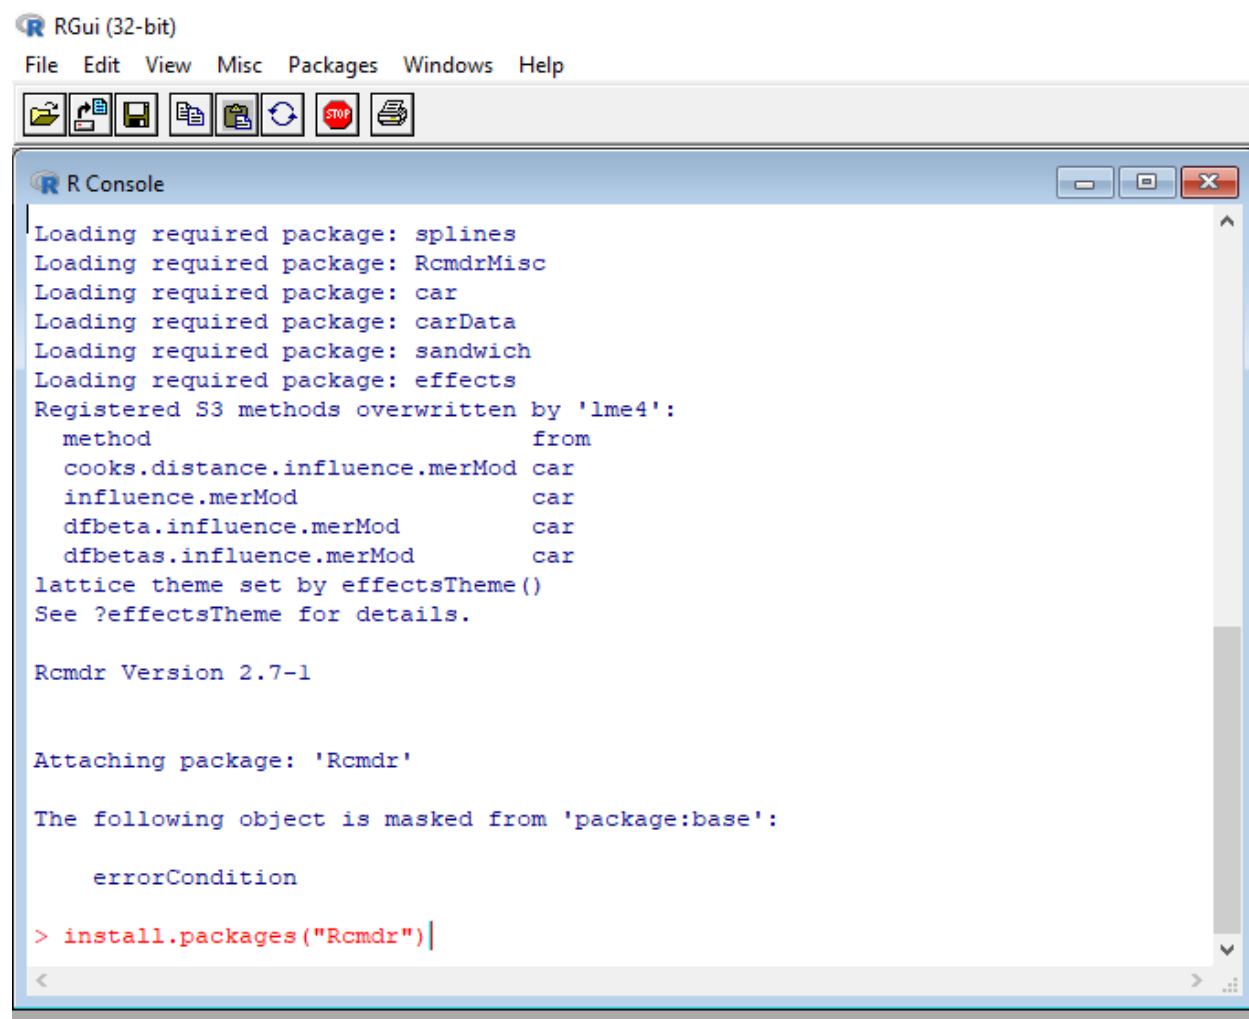 RGui (32-bit)
File Edit View Misc Packages Windows Help
STOP
R Console
Loading required package: splines
Loading required package: RcmdrMisc
Loading required package: car
Loading required package: carData
Loading required package: sandwich
Loading required package: effects
Registered S3 methods overwritten by 'lme4':
  method                          from
  cooks.distance.influence.merMod car
  influence.merMod                car
  dfbeta.influence.merMod         car
  dfbetas.influence.merMod        car
lattice theme set by effectsTheme()
See ?effectsTheme for details.
Rcmdr Version 2.7-1
Attaching package: 'Rcmdr'
The following object is masked from 'package:base':
    errorCondition
> install.packages("Rcmdr")